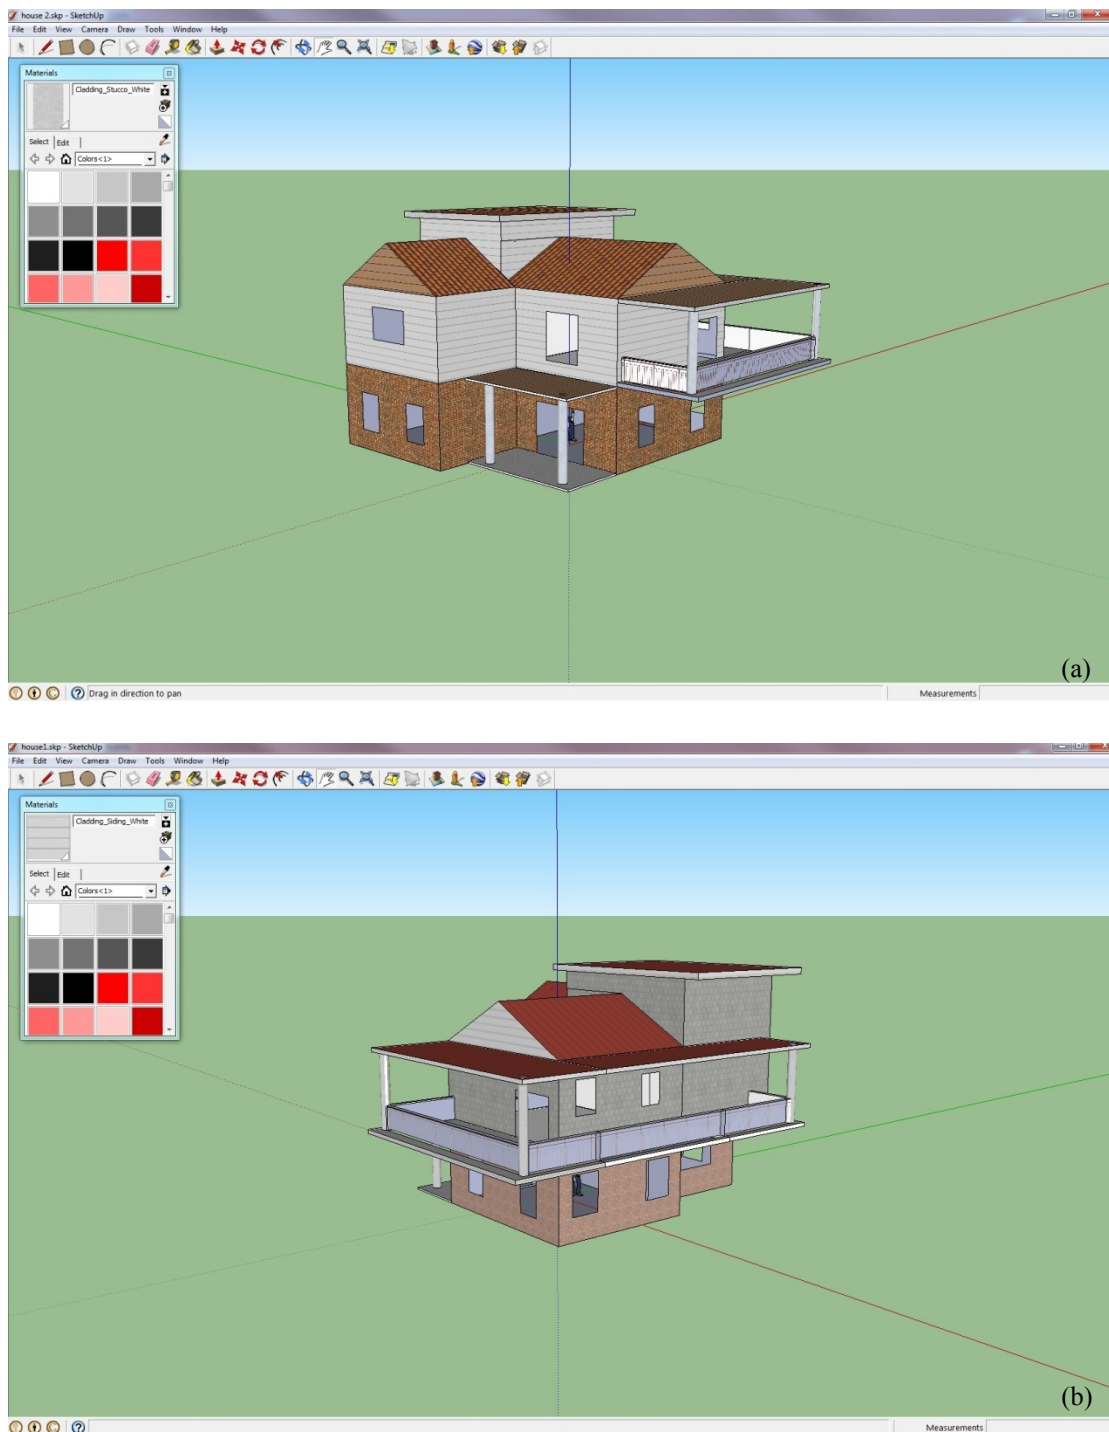 house 2.skp - SketchUp
File Edit View Camera Draw Tools Window Help
Materials
Cladding_Stucco_White
Select Edit
Colors<1>
Drag in direction to pan
Measurements
(a)
house1.skp - SketchUp
File Edit View Camera Draw Tools Window Help
Materials
Cladding_Siding_White
Select Edit
Colors<1>
Measurements
(b)